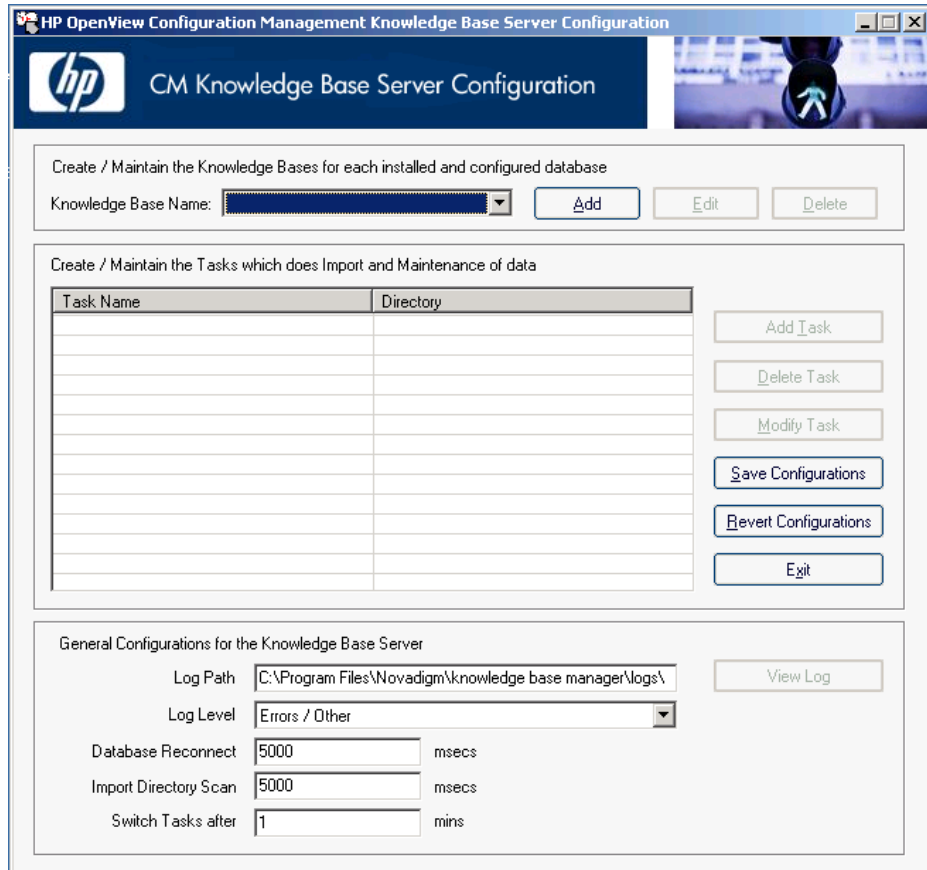 HP OpenView Configuration Management Knowledge Base Server Configuration
hp CM Knowledge Base Server Configuration
Create / Maintain the Knowledge Bases for each installed and configured database
Knowledge Base Name: Add Edit Delete
Create / Maintain the Tasks which does Import and Maintenance of data
Task Name Directory
Add Task
Delete Task
Modify Task
Save Configurations
Revert Configurations
Exit
General Configurations for the Knowledge Base Server
Log Path C:\Program Files\Novadigm\knowledge base manager\logs\ View Log
Log Level Errors / Other
Database Reconnect 5000 msecs
Import Directory Scan 5000 msecs
Switch Tasks after 1 mins